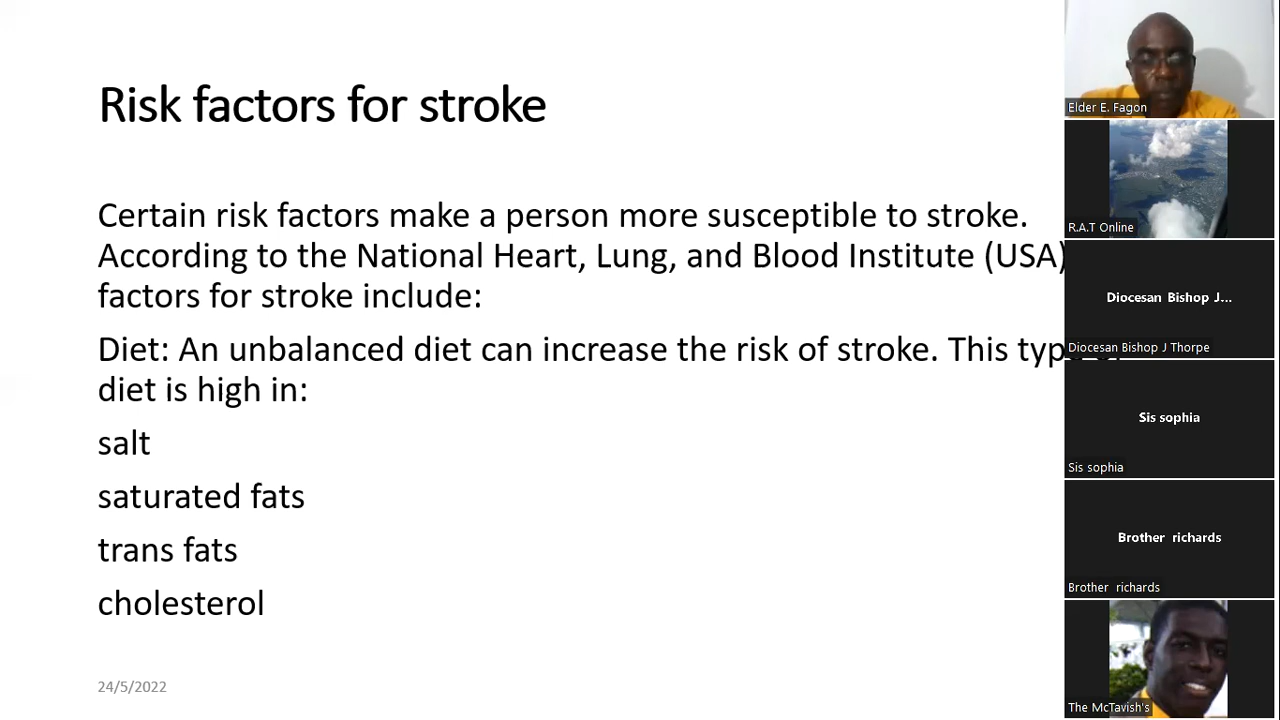 Risk factors for stroke
Certain risk factors make a person more susceptible to stroke.
According to the National Heart, Lung, and Blood Institute (USA)
factors for stroke include:
Diet: An unbalanced diet can increase the risk of stroke. This type of
diet is high in:
salt
saturated fats
trans fats
cholesterol
24/5/2022
Elder E. Fagon
R.A.T Online
Diocesan Bishop J...
Diocesan Bishop J Thorpe
Sis sophia
Sis sophia
Brother richards
Brother richards
The McTavish's